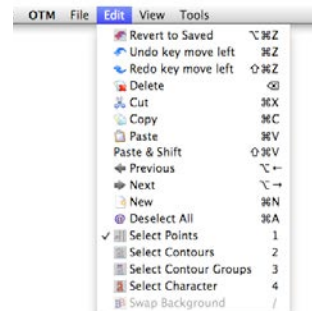 OTM File Edit View Tools
Revert to Saved ⌥⌘Z
Undo key move left ⌘Z
Redo key move left ⇧⌘Z
Delete ⌫
Cut ⌘X
Copy ⌘C
Paste ⌘V
Paste & Shift ⇧⌘V
Previous ⌥←
Next ⌥→
New ⌘N
Deselect All ⌘A
✓ Select Points 1
Select Contours 2
Select Contour Groups 3
Select Character 4
Swap Background /